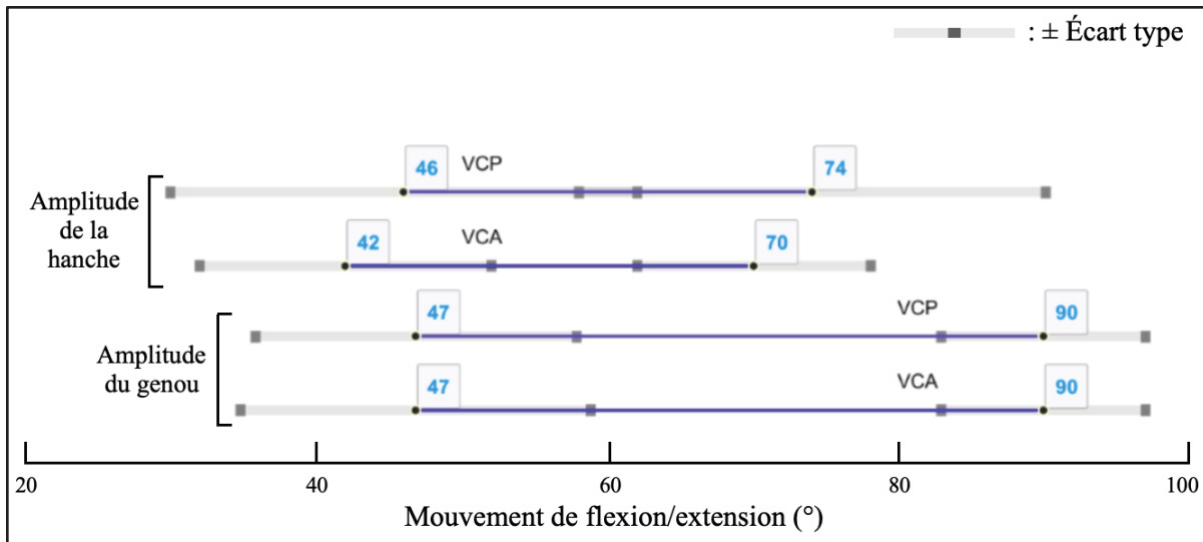 : ± Écart type
Amplitude
de la
hanche
46
VCP
74
42
VCA
70
Amplitude
du genou
47
VCP
90
47
VCA
90
20
40
60
80
100
Mouvement de flexion/extension (°)